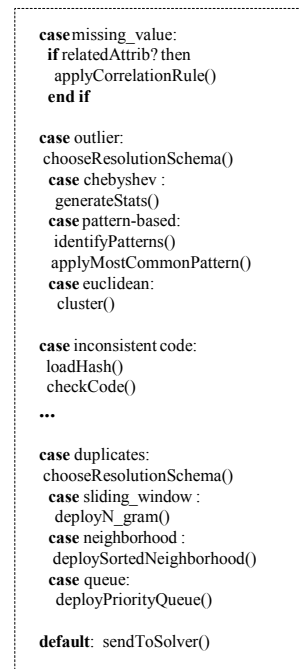 case missing_value:
if relatedAttrib? then
applyCorrelationRule()
end if
case outlier:
chooseResolutionSchema()
case chebyshev :
generateStats()
case pattern-based:
identifyPatterns()
applyMostCommonPattern()
case euclidean:
cluster()
case inconsistent code:
loadHash()
checkCode()
...
case duplicates:
chooseResolutionSchema()
case sliding_window :
deployN_gram()
case neighborhood :
deploySortedNeighborhood()
case queue:
deployPriorityQueue()
default: sendToSolver()